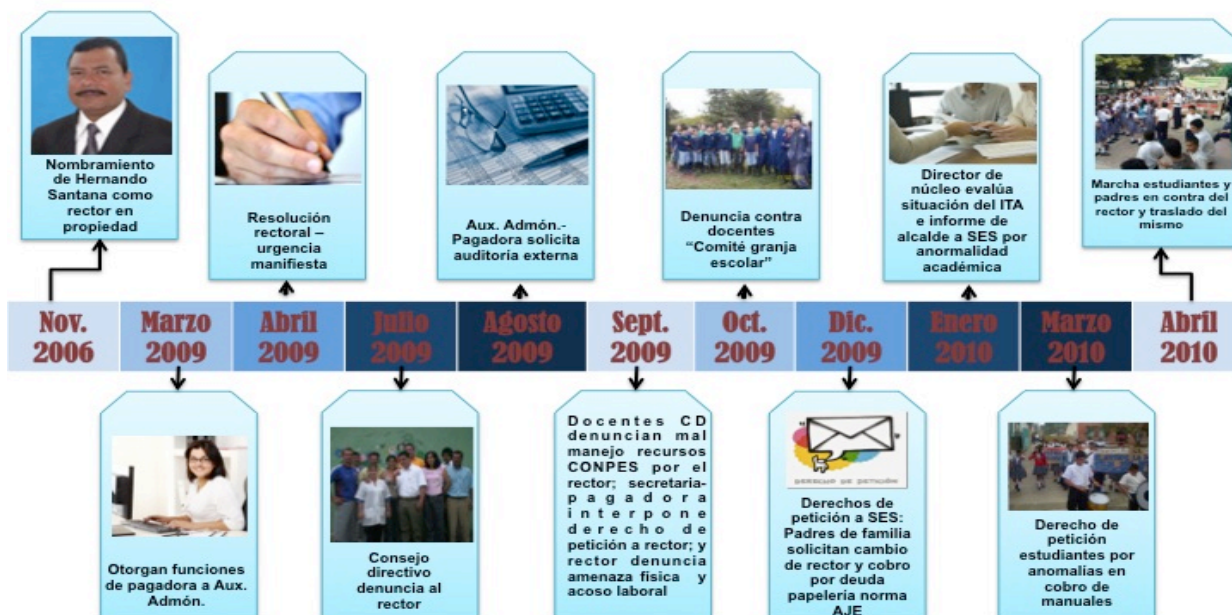 Nombramiento
de Hernando
Santana como
rector en
propiedad
Resolución
rectoral –
urgencia
manifiesta
Aux. Admón.-
Pagadora solicita
auditoría externa
Denuncia contra
docentes
“Comité granja
escolar”
Director de
núcleo evalúa
situación del ITA
e informe de
alcalde a SES por
anormalidad
académica
Marcha estudiantes y
padres en contra del
rector y traslado del
mismo
Nov.
2006
Marzo
2009
Abril
2009
Julio
2009
Agosto
2009
Sept.
2009
Oct.
2009
Dic.
2009
Enero
2010
Marzo
2010
Abril
2010
Otorgan funciones
de pagadora a Aux.
Admón.
Consejo
directivo
denuncia al
rector
Docentes CD
denuncian mal
manejo recursos
CONPES por el
rector; secretaria-
pagadora
interpone
derecho de
petición a rector; y
rector denuncia
amenaza física y
acoso laboral
DERECHO DE PETICIÓN
Derechos de
petición a SES:
Padres de familia
solicitan cambio
de rector y cobro
por deuda
papelería norma
AJE
Derecho de
petición
estudiantes por
anomalías en
cobro de
manuales